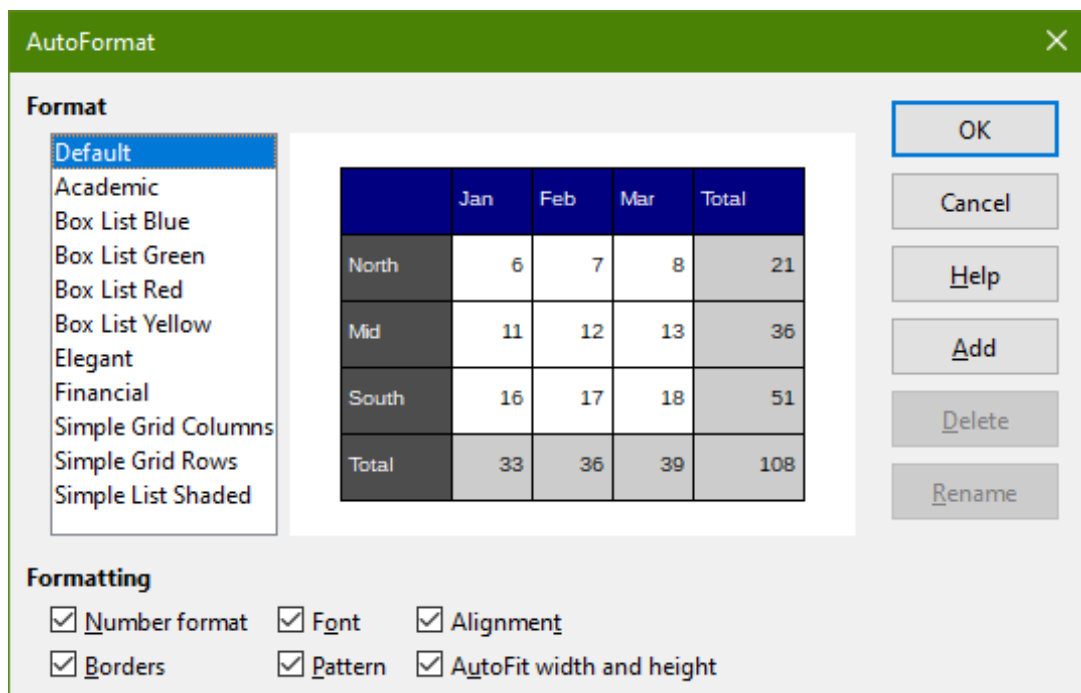 AutoFormat
Format
Default
Academic
Box List Blue
Box List Green
Box List Red
Box List Yellow
Elegant
Financial
Simple Grid Columns
Simple Grid Rows
Simple List Shaded
Jan Feb Mar Total
North 6 7 8 21
Mid 11 12 13 36
South 16 17 18 51
Total 33 36 39 108
OK
Cancel
Help
Add
Delete
Rename
Formatting
Number format Font Alignment
Borders Pattern AutoFit width and height